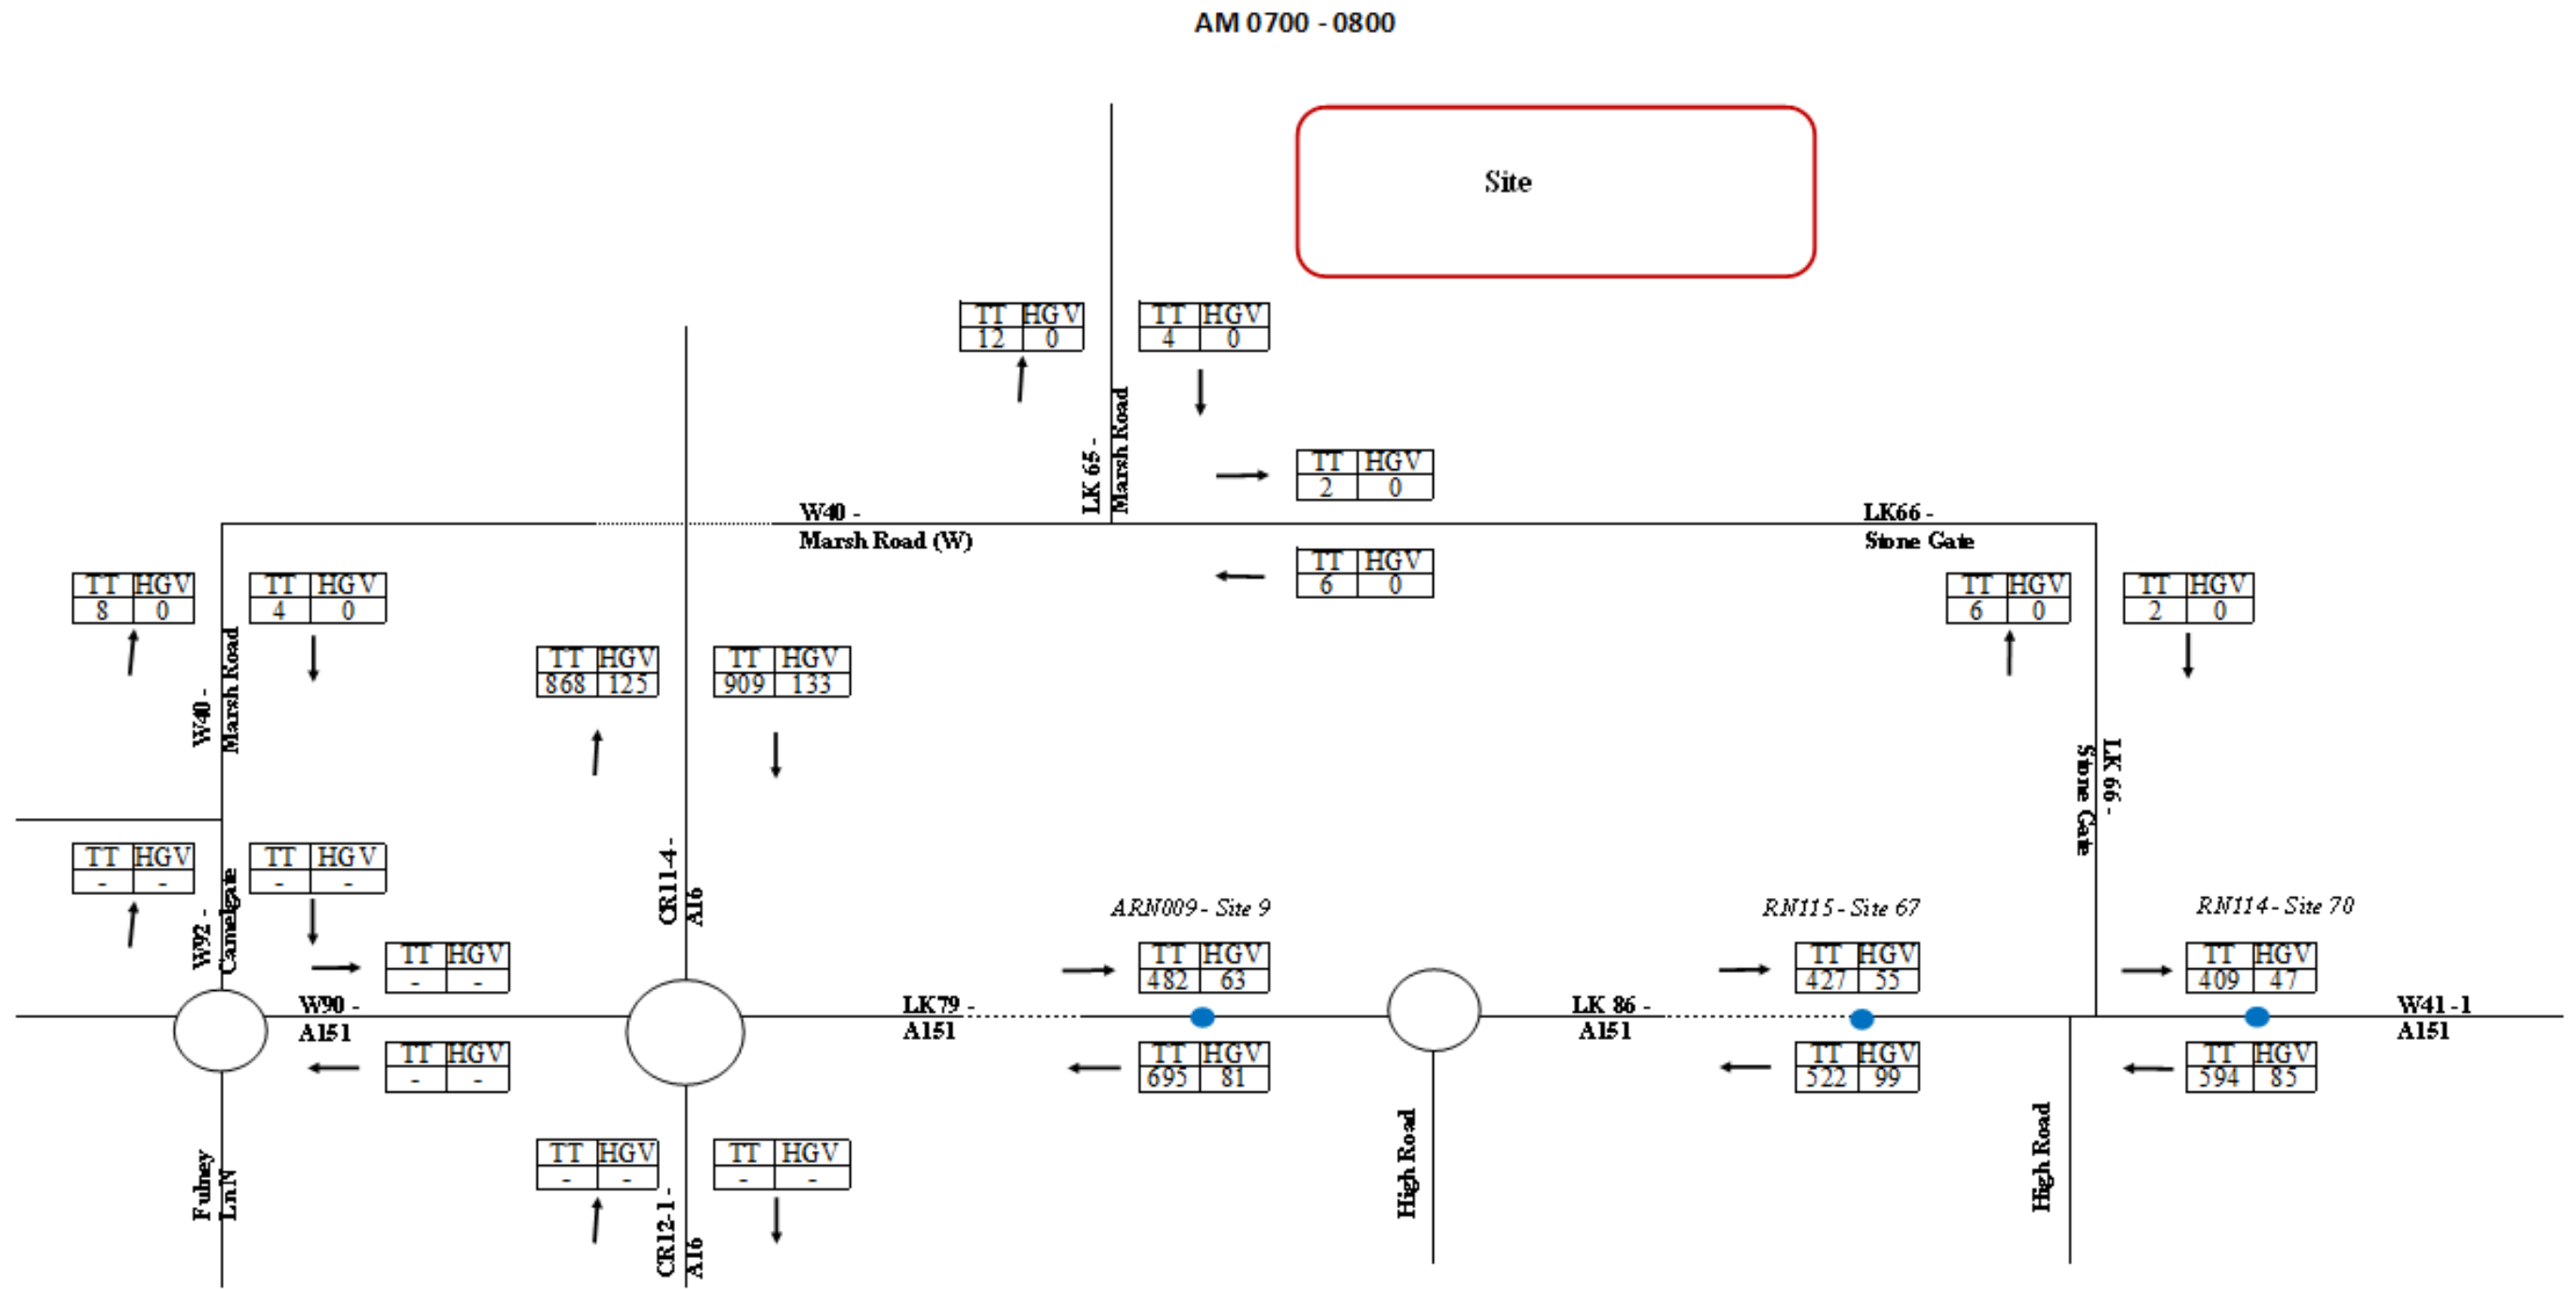 AM 0700 - 0800
Site
TT HGV
12 0
TT HGV
4 0
LK 65 -
Marsh Road
TT HGV
2 0
W40 -
Marsh Road (W)
LK66 -
Stone Gate
TT HGV
6 0
TT HGV
8 0
TT HGV
4 0
W40 -
Marsh Road
TT HGV
868 125
TT HGV
909 133
TT HGV
6 0
TT HGV
2 0
LK 66 -
Stone Gate
TT HGV
- -
TT HGV
- -
W92 -
Camelgate
CR11-4 -
A16
ARN009 - Site 9
RN115 - Site 67
RN114 - Site 70
TT HGV
- -
TT HGV
482 63
TT HGV
427 55
TT HGV
409 47
W90 -
A151
LK79 -
A151
LK 86 -
A151
W41-1
A151
TT HGV
- -
TT HGV
695 81
TT HGV
522 99
TT HGV
594 85
Fulney
Ln N
TT HGV
- -
TT HGV
- -
CR12-1 -
A16
High Road
High Road